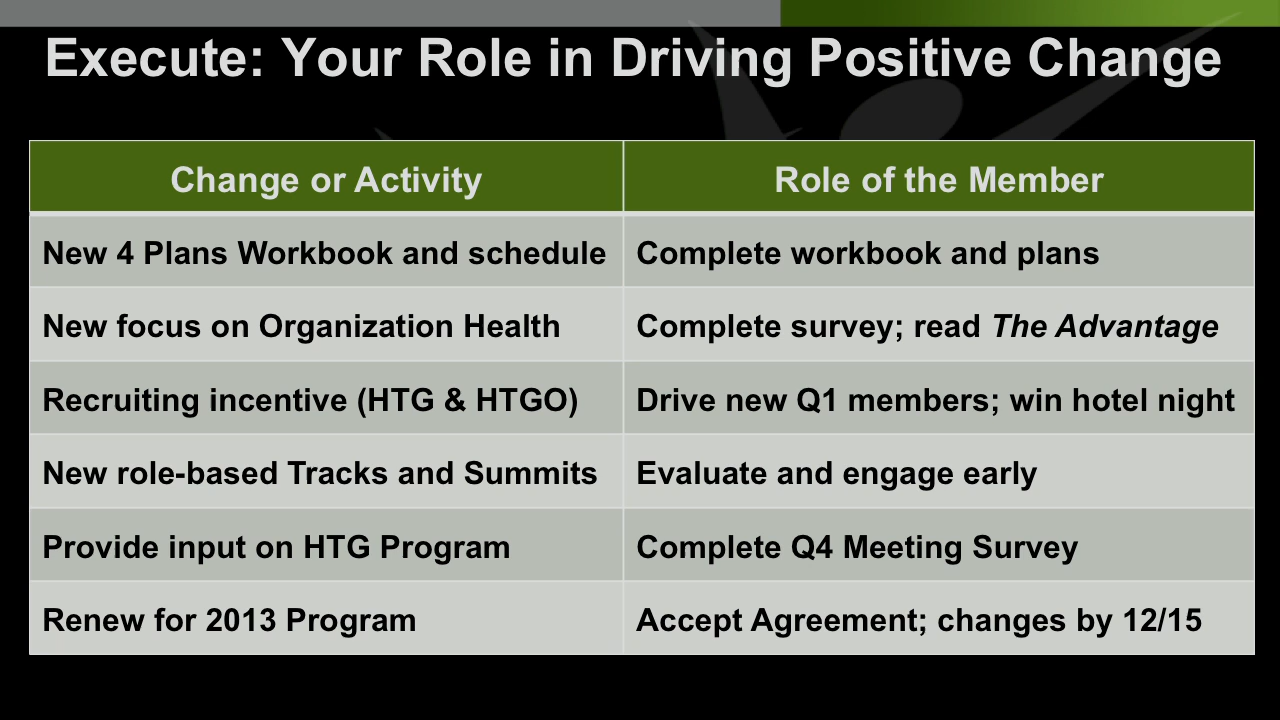 Execute: Your Role in Driving Positive Change
Change or Activity
Role of the Member
New 4 Plans Workbook and schedule
Complete workbook and plans
New focus on Organization Health
Complete survey; read The Advantage
Recruiting incentive (HTG & HTGO)
Drive new Q1 members; win hotel night
New role-based Tracks and Summits
Evaluate and engage early
Provide input on HTG Program
Complete Q4 Meeting Survey
Renew for 2013 Program
Accept Agreement; changes by 12/15